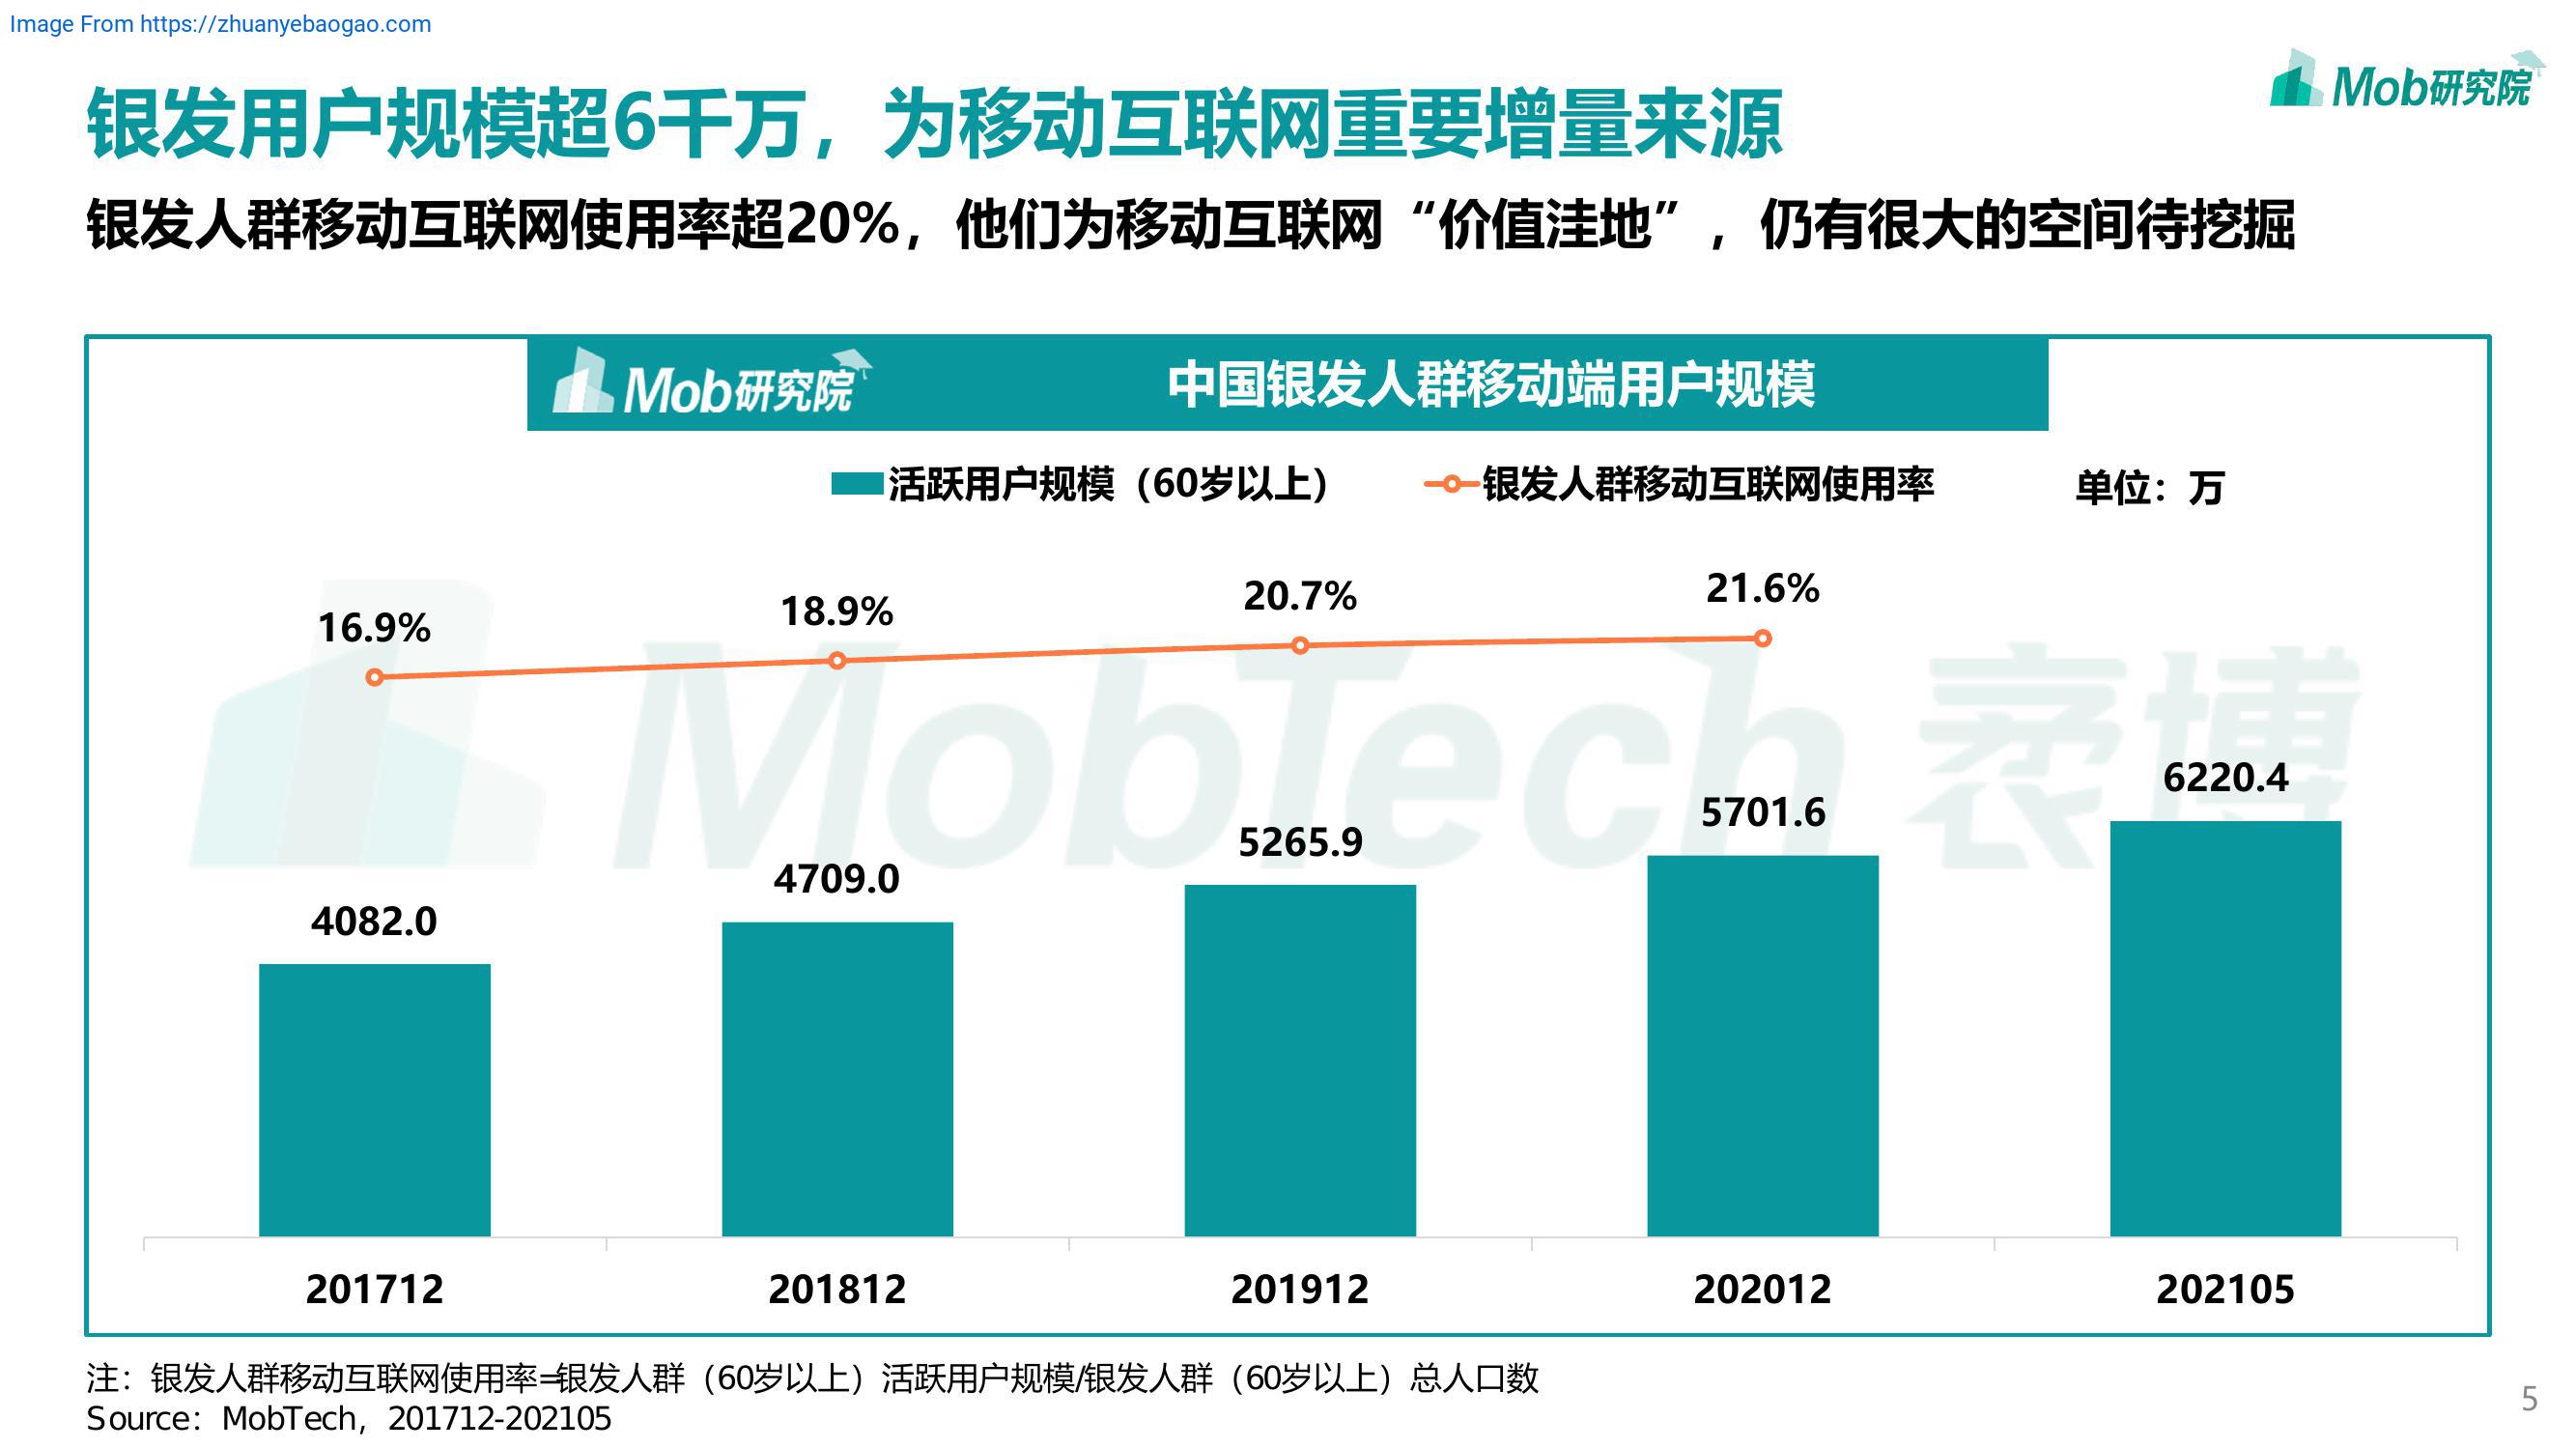 Image From https://zhuanyebaogao.com
Mob研究院
银发用户规模超6千万，为移动互联网重要增量来源
银发人群移动互联网使用率超20%，他们为移动互联网“价值洼地”，仍有很大的空间待挖掘
Mob研究院
中国银发人群移动端用户规模
活跃用户规模（60岁以上）
银发人群移动互联网使用率
单位：万
16.9%
18.9%
20.7%
21.6%
MobTech 袤博
4082.0
4709.0
5265.9
5701.6
6220.4
201712
201812
201912
202012
202105
注：银发人群移动互联网使用率=银发人群（60岁以上）活跃用户规模/银发人群（60岁以上）总人口数
Source：MobTech，201712-202105
5